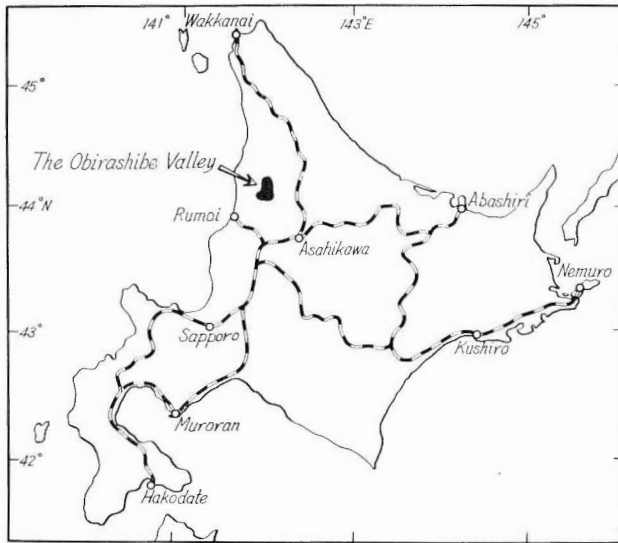 141° 143°E 145°
Wakkanai
45°
The Obirashibe Valley
44°N
Rumoi
Abashiri
Asahikawa
Nemuro
43°
Sapporo
Kushiro
Muroran
42°
Hakodate